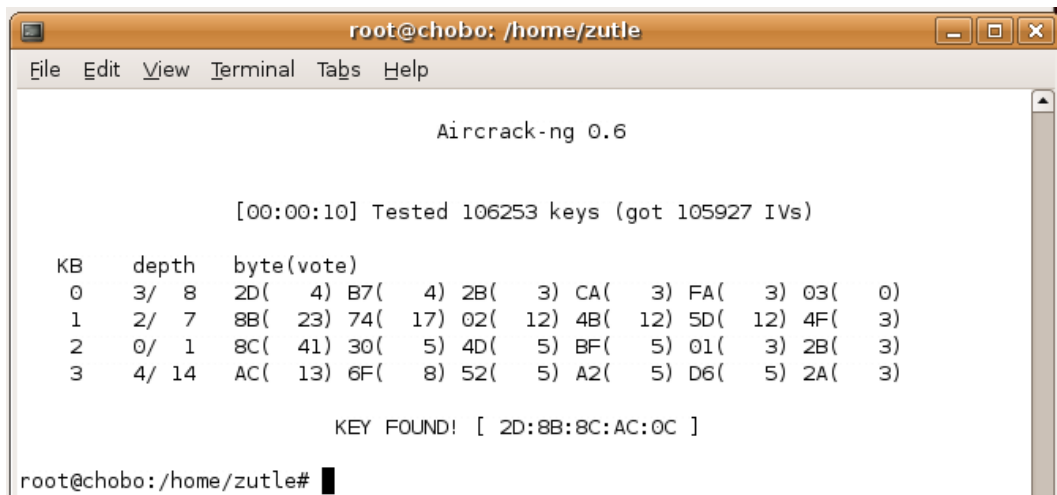 root@chobo: /home/zutle
File Edit View Terminal Tabs Help
Aircrack-ng 0.6
[00:00:10] Tested 106253 keys (got 105927 IVs)
KB depth byte(vote)
0 3/ 8 2D( 4) B7( 4) 2B( 3) CA( 3) FA( 3) 03( 0)
1 2/ 7 8B( 23) 74( 17) 02( 12) 4B( 12) 5D( 12) 4F( 3)
2 0/ 1 8C( 41) 30( 5) 4D( 5) BF( 5) 01( 3) 2B( 3)
3 4/ 14 AC( 13) 6F( 8) 52( 5) A2( 5) D6( 5) 2A( 3)
KEY FOUND! [ 2D:8B:8C:AC:0C ]
root@chobo:/home/zutle#